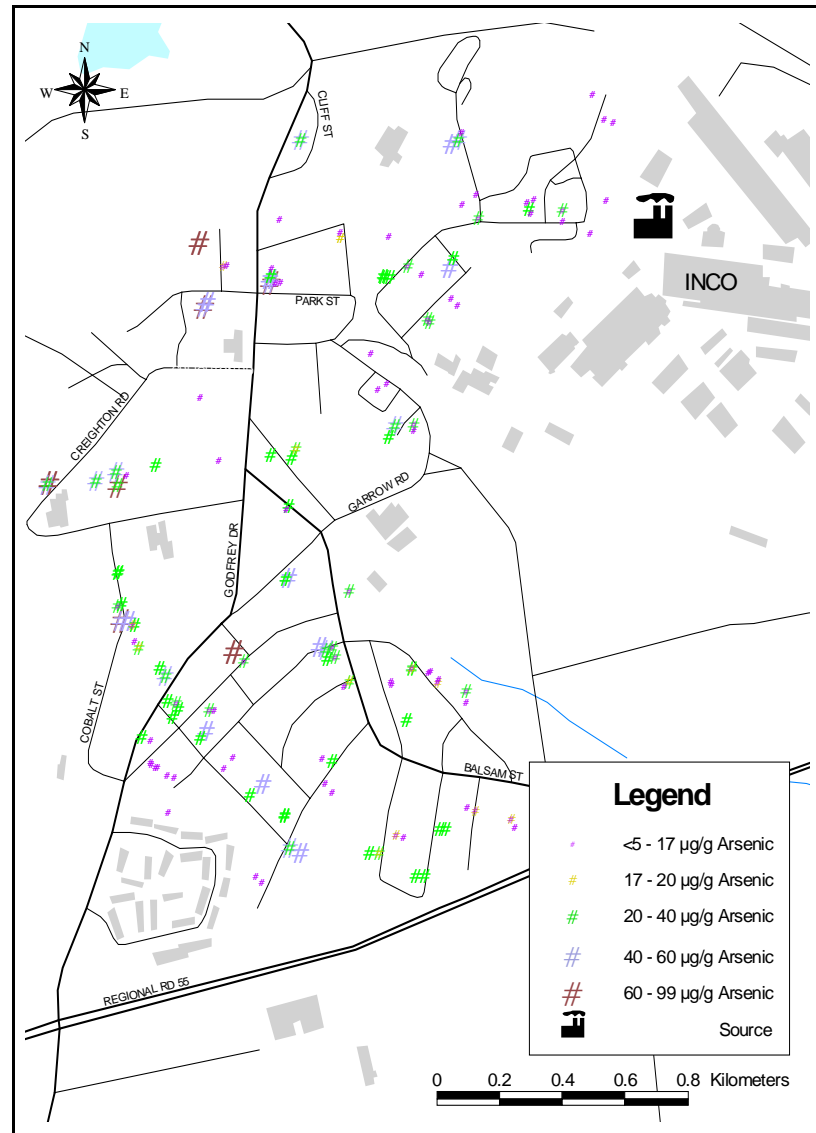 N
W E
S
CLIFF ST
INCO
PARK ST
CREIGHTON RD
GARROW RD
GODFREY DR
COBALT ST
BALSAM ST
REGIONAL RD 55
Legend
<5 - 17 µg/g Arsenic
17 - 20 µg/g Arsenic
20 - 40 µg/g Arsenic
40 - 60 µg/g Arsenic
60 - 99 µg/g Arsenic
Source
0 0.2 0.4 0.6 0.8 Kilometers